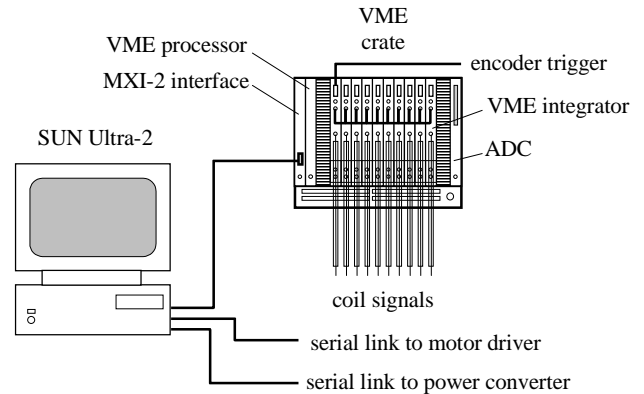 VME
crate
VME processor
encoder trigger
MXI-2 interface
VME integrator
SUN Ultra-2
ADC
coil signals
serial link to motor driver
serial link to power converter